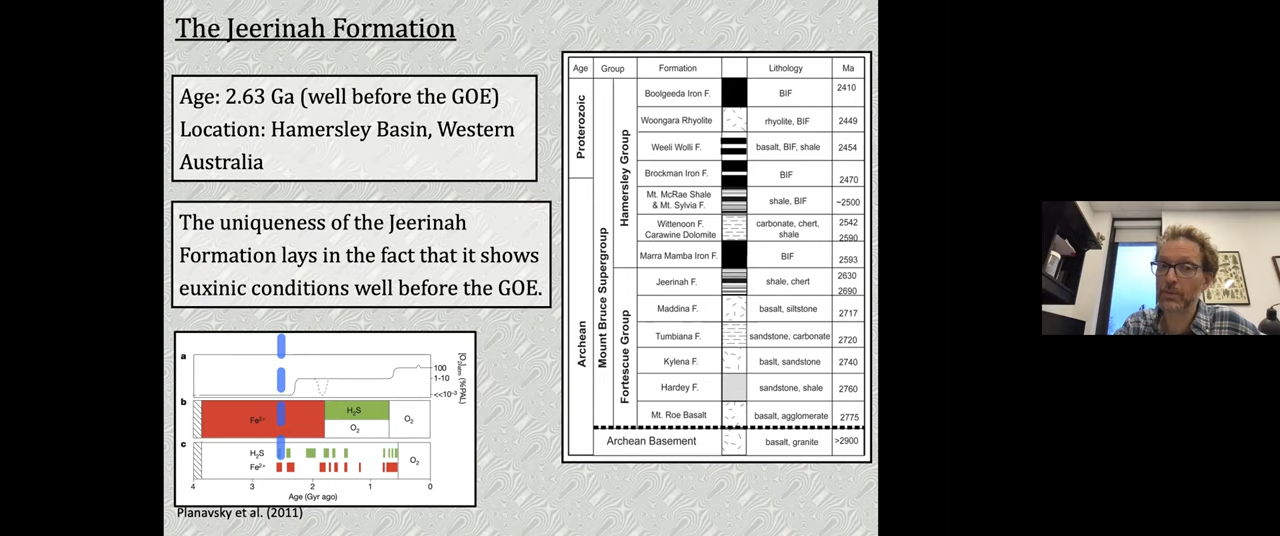 The Jeerinah Formation
Age: 2.63 Ga (well before the GOE)
Location: Hamersley Basin, Western
Australia
The uniqueness of the Jeerinah
Formation lays in the fact that it shows
euxinic conditions well before the GOE.
a
100
1-10
<<10⁻³
[O₂]atm (%PAL)
b
Fe²⁺
H₂S
O₂
O₂
c
H₂S
Fe²⁺
O₂
4 3 2 1 0
Age (Gyr ago)
Planavsky et al. (2011)
Age Group Formation Lithology Ma
Proterozoic
Archean
Mount Bruce Supergroup
Hamersley Group
Fortescue Group
Boolgeeda Iron F. BIF 2410
Woongara Rhyolite rhyolite, BIF 2449
Weeli Wolli F. basalt, BIF, shale 2454
Brockman Iron F. BIF 2470
Mt. McRae Shale
& Mt. Sylvia F. shale, BIF ~2500
Wittenoon F. carbonate, chert, 2542
Carawine Dolomite shale 2590
Marra Mamba Iron F. BIF 2593
Jeerinah F. shale, chert 2630
2690
Maddina F. basalt, siltstone 2717
Tumbiana F. sandstone, carbonate 2720
Kylena F. baslt, sandstone 2740
Hardey F. sandstone, shale 2760
Mt. Roe Basalt basalt, agglomerate 2775
Archean Basement basalt, granite >2900